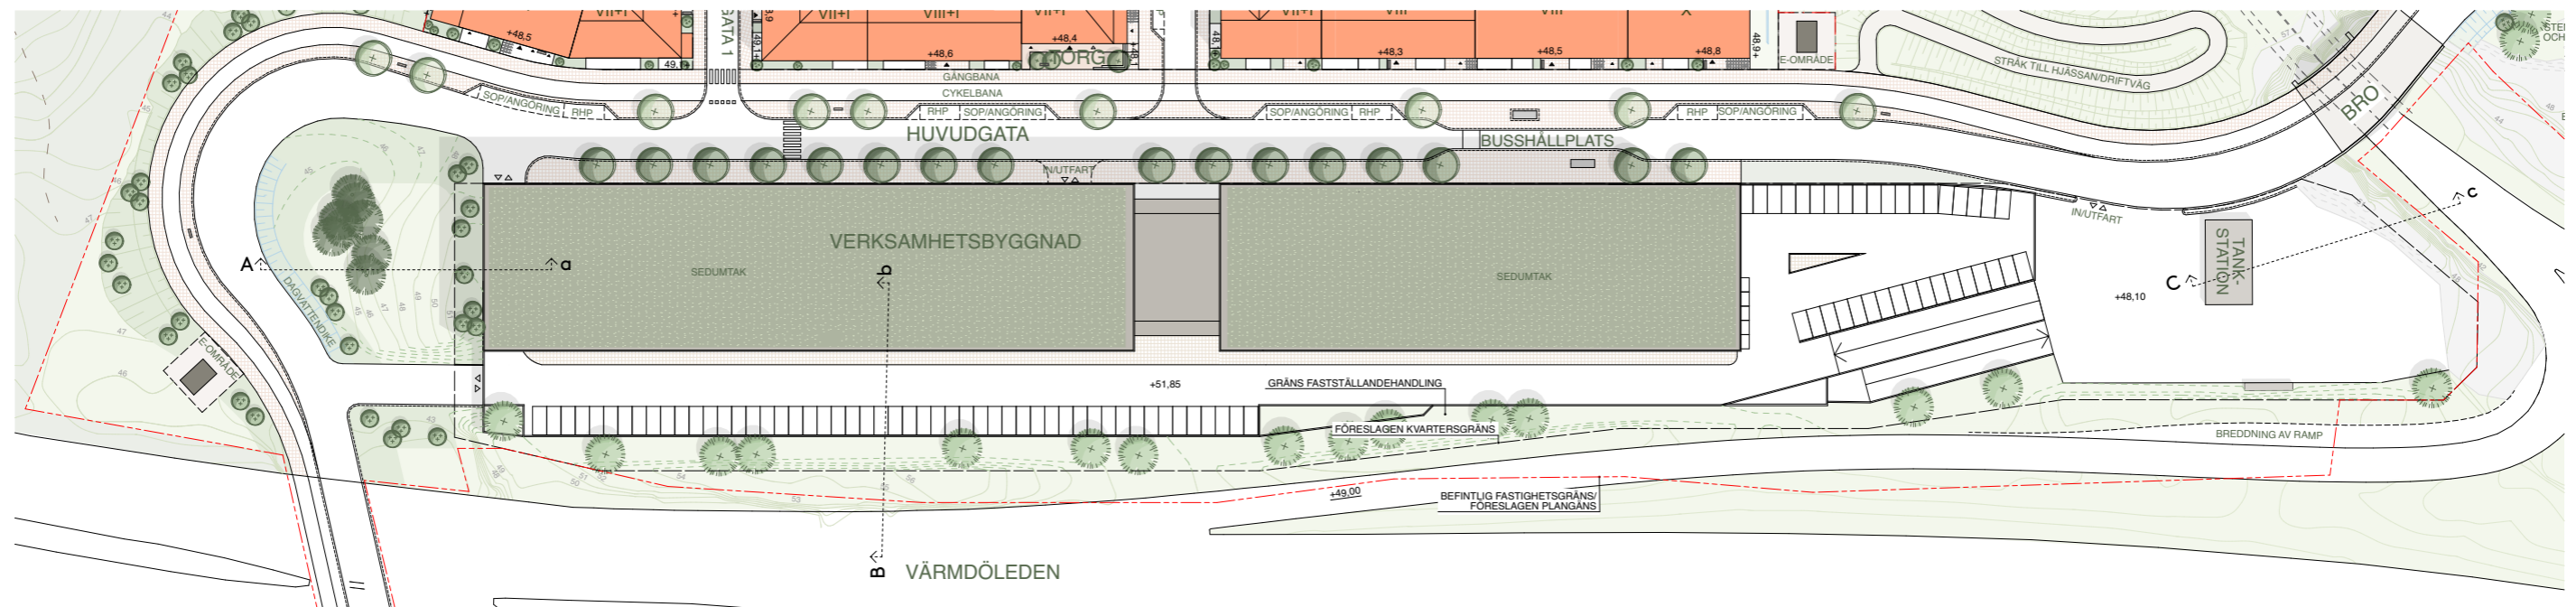 VII+I
VIII+I
VII+I
VII+I
VIII
VIII
X
GATA 1
+48,5
+48,6
+48,4
+48,3
+48,5
+48,8
48,9+
TORG
E-OMRÅDE
STRÅK TILL HJÄSSAN/DRIFTVÄG
BRO
GÅNGBANA
CYKELBANA
SOP/ANGÖRING
RHP
RHP
SOP/ANGÖRING
SOP/ANGÖRING
RHP
RHP
SOP/ANGÖRING
HUVUDGATA
BUSSHÅLLPLATS
IN/UTFART
IN/UTFART
VERKSAMHETSBYGGNAD
SEDUMTAK
SEDUMTAK
TANK-
STATION
A
a
b
B
C
c
DAGVATTENDIKE
E-OMRÅDE
+48,10
+51,85
GRÄNS FASTSTÄLLANDEHANDLING
FÖRESLAGEN KVARTERSGRÄNS
BREDDNING AV RAMP
+49,00
BEFINTLIG FASTIGHETSGRÄNS/
FÖRESLAGEN PLANGÄNS
VÄRMDÖLEDEN